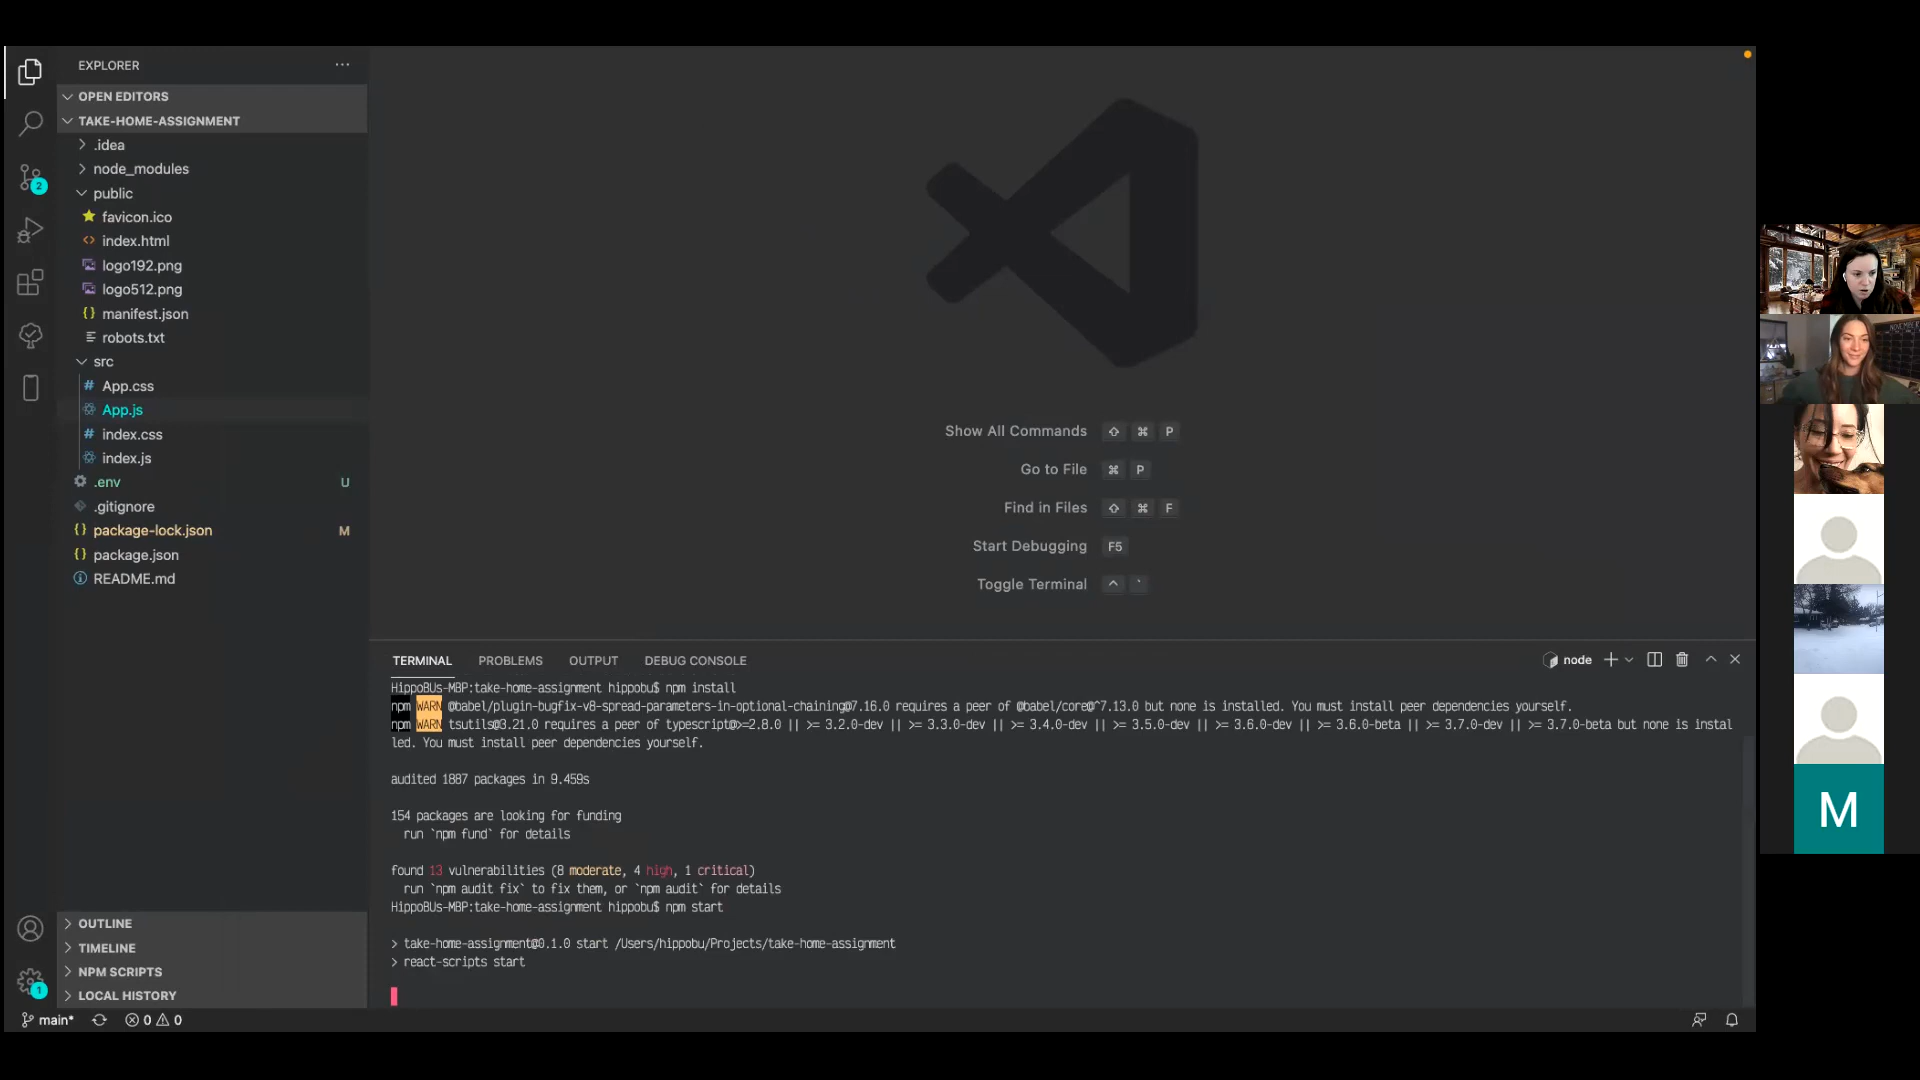 EXPLORER
OPEN EDITORS
TAKE-HOME-ASSIGNMENT
.idea
node_modules
public
favicon.ico
index.html
logo192.png
logo512.png
manifest.json
robots.txt
src
App.css
App.js
index.css
index.js
.env U
.gitignore
package-lock.json M
package.json
README.md
OUTLINE
TIMELINE
NPM SCRIPTS
LOCAL HISTORY
2
1
main* 0 0
Show All Commands ⇧ ⌘ P
Go to File ⌘ P
Find in Files ⇧ ⌘ F
Start Debugging F5
Toggle Terminal ^ `
TERMINAL PROBLEMS OUTPUT DEBUG CONSOLE node
HippoBUs-MBP:take-home-assignment hippobu$ npm install
npm WARN @babel/plugin-bugfix-v8-spread-parameters-in-optional-chaining@7.16.0 requires a peer of @babel/core@^7.13.0 but none is installed. You must install peer dependencies yourself.
npm WARN tsutils@3.21.0 requires a peer of typescript@>=2.8.0 || >= 3.2.0-dev || >= 3.3.0-dev || >= 3.4.0-dev || >= 3.5.0-dev || >= 3.6.0-dev || >= 3.6.0-beta || >= 3.7.0-dev || >= 3.7.0-beta but none is instal
led. You must install peer dependencies yourself.
audited 1887 packages in 9.459s
154 packages are looking for funding
run `npm fund` for details
found 13 vulnerabilities (8 moderate, 4 high, 1 critical)
run `npm audit fix` to fix them, or `npm audit` for details
HippoBUs-MBP:take-home-assignment hippobu$ npm start
> take-home-assignment@0.1.0 start /Users/hippobu/Projects/take-home-assignment
> react-scripts start
M